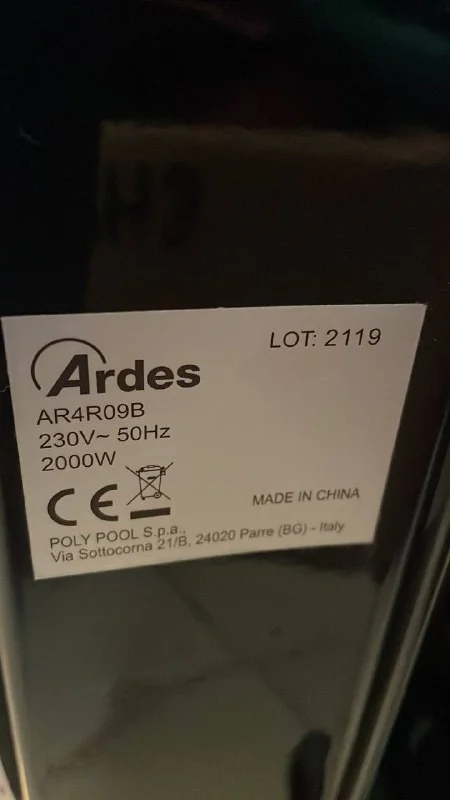 H3
LOT: 2119
Ardes
AR4R09B
230V~ 50Hz
2000W
CE
MADE IN CHINA
POLY POOL S.p.a.,
Via Sottocorna 21/B, 24020 Parre (BG) - Italy